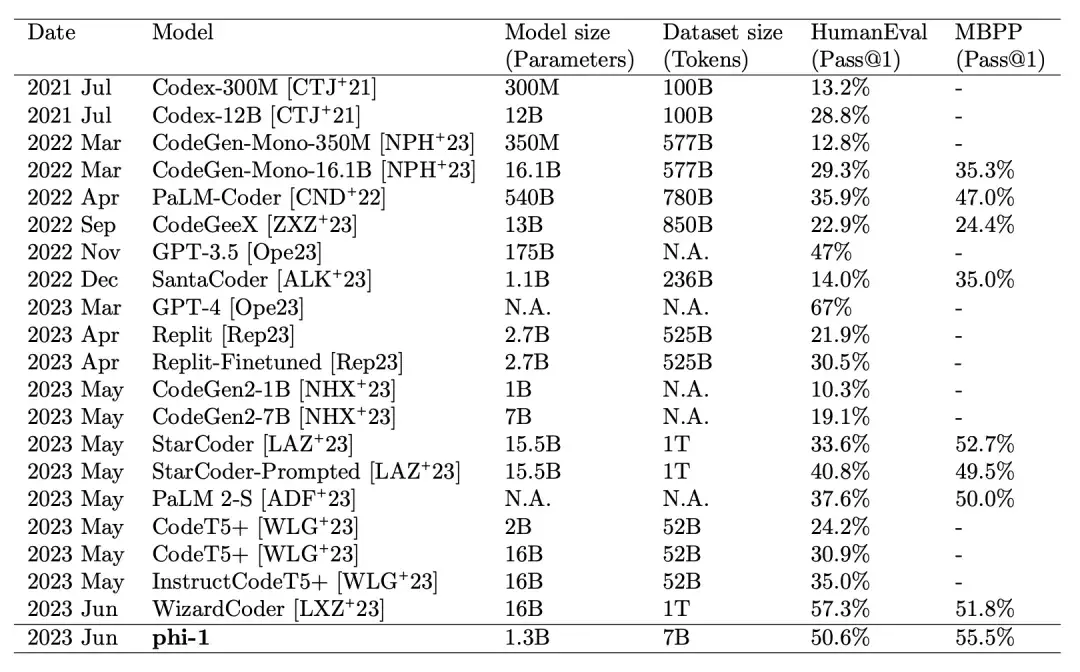 Date Model Model size Dataset size HumanEval MBPP
(Parameters) (Tokens) (Pass@1) (Pass@1)
2021 Jul Codex-300M [CTJ+21] 300M 100B 13.2% -
2021 Jul Codex-12B [CTJ+21] 12B 100B 28.8% -
2022 Mar CodeGen-Mono-350M [NPH+23] 350M 577B 12.8% -
2022 Mar CodeGen-Mono-16.1B [NPH+23] 16.1B 577B 29.3% 35.3%
2022 Apr PaLM-Coder [CND+22] 540B 780B 35.9% 47.0%
2022 Sep CodeGeeX [ZXZ+23] 13B 850B 22.9% 24.4%
2022 Nov GPT-3.5 [Ope23] 175B N.A. 47% -
2022 Dec SantaCoder [ALK+23] 1.1B 236B 14.0% 35.0%
2023 Mar GPT-4 [Ope23] N.A. N.A. 67% -
2023 Apr Replit [Rep23] 2.7B 525B 21.9% -
2023 Apr Replit-Finetuned [Rep23] 2.7B 525B 30.5% -
2023 May CodeGen2-1B [NHX+23] 1B N.A. 10.3% -
2023 May CodeGen2-7B [NHX+23] 7B N.A. 19.1% -
2023 May StarCoder [LAZ+23] 15.5B 1T 33.6% 52.7%
2023 May StarCoder-Prompted [LAZ+23] 15.5B 1T 40.8% 49.5%
2023 May PaLM 2-S [ADF+23] N.A. N.A. 37.6% 50.0%
2023 May CodeT5+ [WLG+23] 2B 52B 24.2% -
2023 May CodeT5+ [WLG+23] 16B 52B 30.9% -
2023 May InstructCodeT5+ [WLG+23] 16B 52B 35.0% -
2023 Jun WizardCoder [LXZ+23] 16B 1T 57.3% 51.8%
2023 Jun phi-1 1.3B 7B 50.6% 55.5%